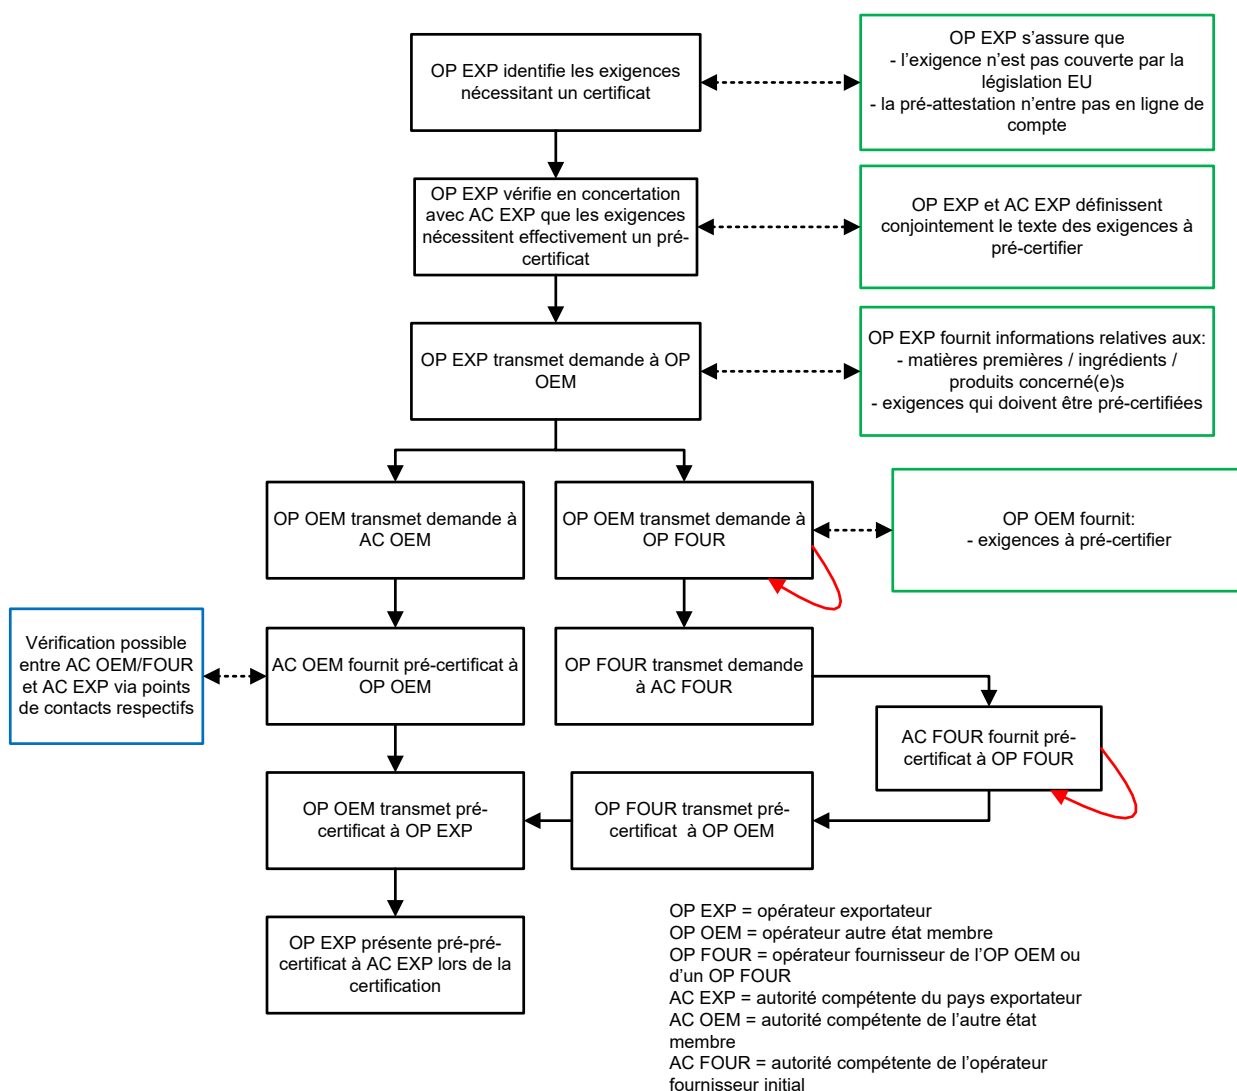 OP EXP identifie les exigences
nécessitant un certificat
OP EXP s'assure que
- l'exigence n'est pas couverte par la
législation EU
- la pré-attestation n'entre pas en ligne de
compte
OP EXP vérifie en concertation
avec AC EXP que les exigences
nécessitent effectivement un pré-
certificat
OP EXP et AC EXP définissent
conjointement le texte des exigences à
pré-certifier
OP EXP transmet demande à OP
OEM
OP EXP fournit informations relatives aux:
- matières premières / ingrédients /
produits concerné(e)s
- exigences qui doivent être pré-certifiées
OP OEM transmet demande à
AC OEM
OP OEM transmet demande à
OP FOUR
OP OEM fournit:
- exigences à pré-certifier
Vérification possible
entre AC OEM/FOUR
et AC EXP via points
de contacts respectifs
AC OEM fournit pré-certificat à
OP OEM
OP FOUR transmet demande
à AC FOUR
AC FOUR fournit pré-
certificat à OP FOUR
OP OEM transmet pré-
certificat à OP EXP
OP FOUR transmet pré-
certificat à OP OEM
OP EXP présente pré-pré-
certificat à AC EXP lors de la
certification
OP EXP = opérateur exportateur
OP OEM = opérateur autre état membre
OP FOUR = opérateur fournisseur de l'OP OEM ou
d'un OP FOUR
AC EXP = autorité compétente du pays exportateur
AC OEM = autorité compétente de l'autre état
membre
AC FOUR = autorité compétente de l'opérateur
fournisseur initial